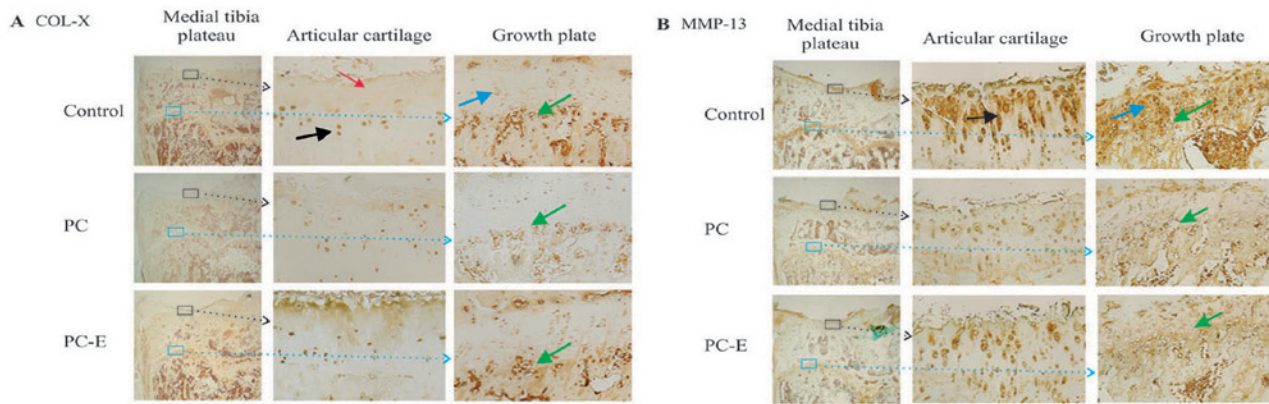 A COL-X
Medial tibia
plateau
Articular cartilage
Growth plate
Control
PC
PC-E
B MMP-13
Medial tibia
plateau
Articular cartilage
Growth plate
Control
PC
PC-E